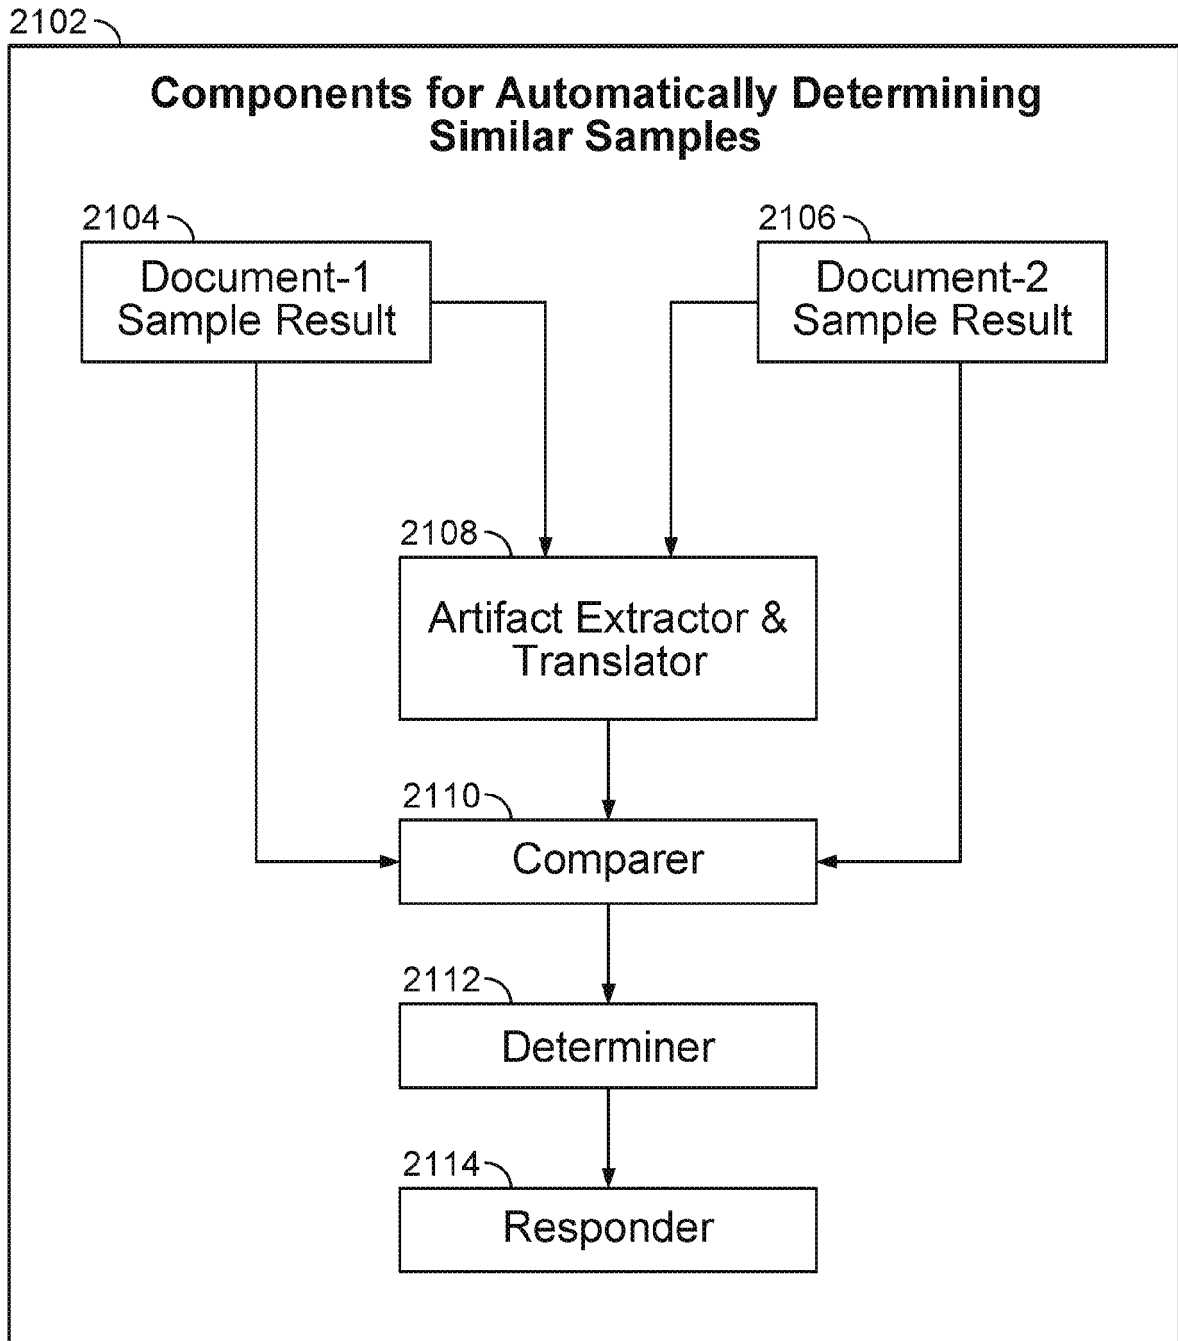 2102
Components for Automatically Determining
Similar Samples
2104
Document-1
Sample Result
2106
Document-2
Sample Result
2108
Artifact Extractor &
Translator
2110
Comparer
2112
Determiner
2114
Responder